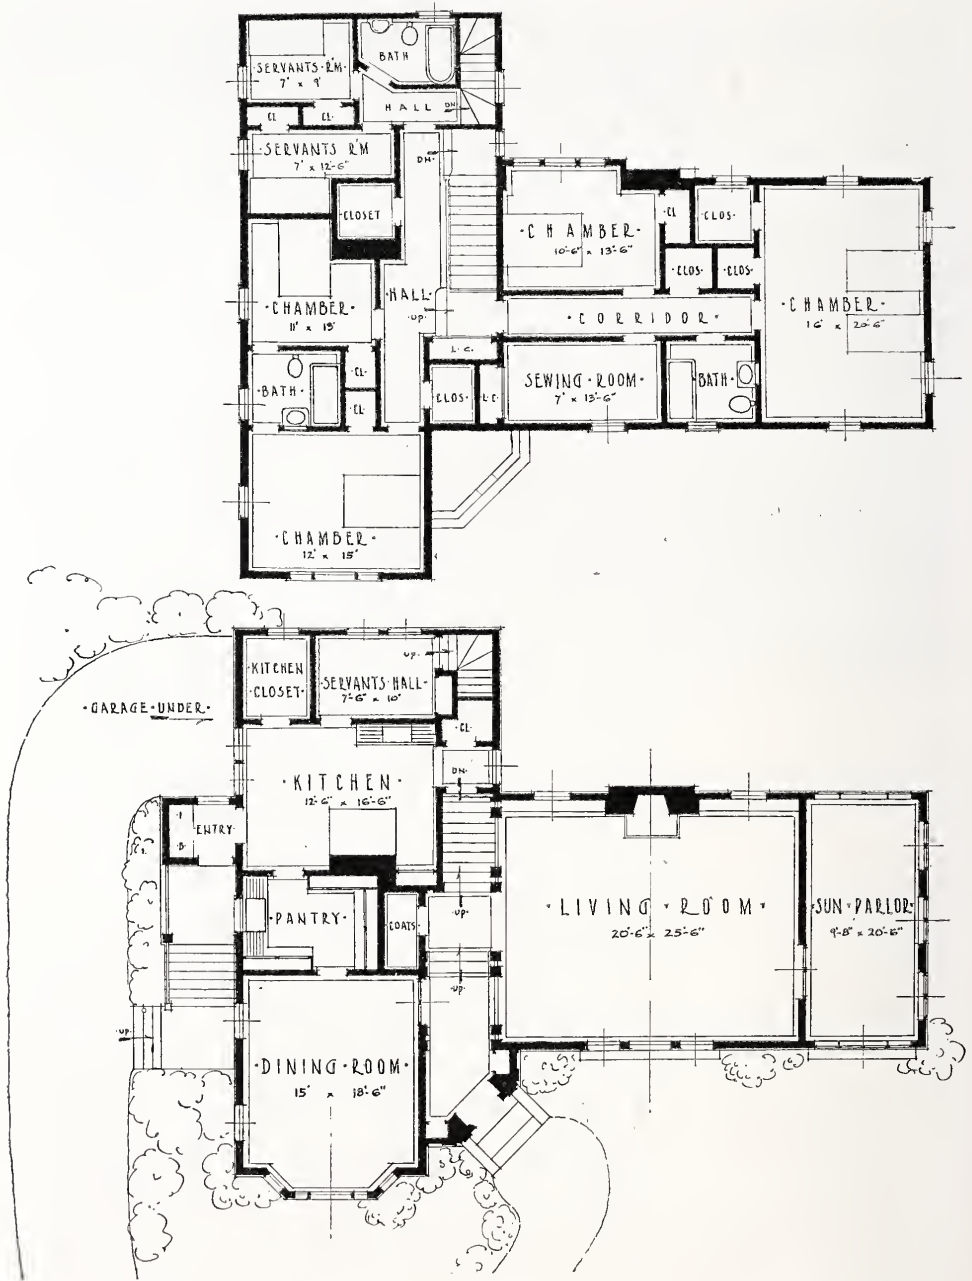 ·SERVANTS·R'M·
7' x 9'
BATH
HALL
DN.
CL
CL.
·SERVANTS R'M
7' x 12'-6"
DN.
·CLOSET
·CHAMBER·
10'-6" x 13'-6"
CL
·CLOS·
·CLOS·
·CLOS·
·CHAMBER·
11' x 15'
·HALL·
·UP·
·CORRIDOR·
·CHAMBER·
16' x 20'-6"
L.C.
BATH·
·CL·
·CL·
·CLOS·
L.C.
SEWING·ROOM·
7' x 13'-6"
·BATH·
·CHAMBER·
12' x 15'
·KITCHEN
CLOSET·
SERVANTS·HALL·
7'-6" x 10'
UP.
·GARAGE·UNDER·
·CL·
·KITCHEN·
12'-6" x 16'-6"
DN.
I
B
ENTRY·
·PANTRY·
COATS
·UP·
·LIVING·ROOM·
20'-6" x 25'-6"
·SUN·PARLOR·
9'-8" x 20'-6"
·UP·
·UP·
·DINING·ROOM·
15' x 18'-6"